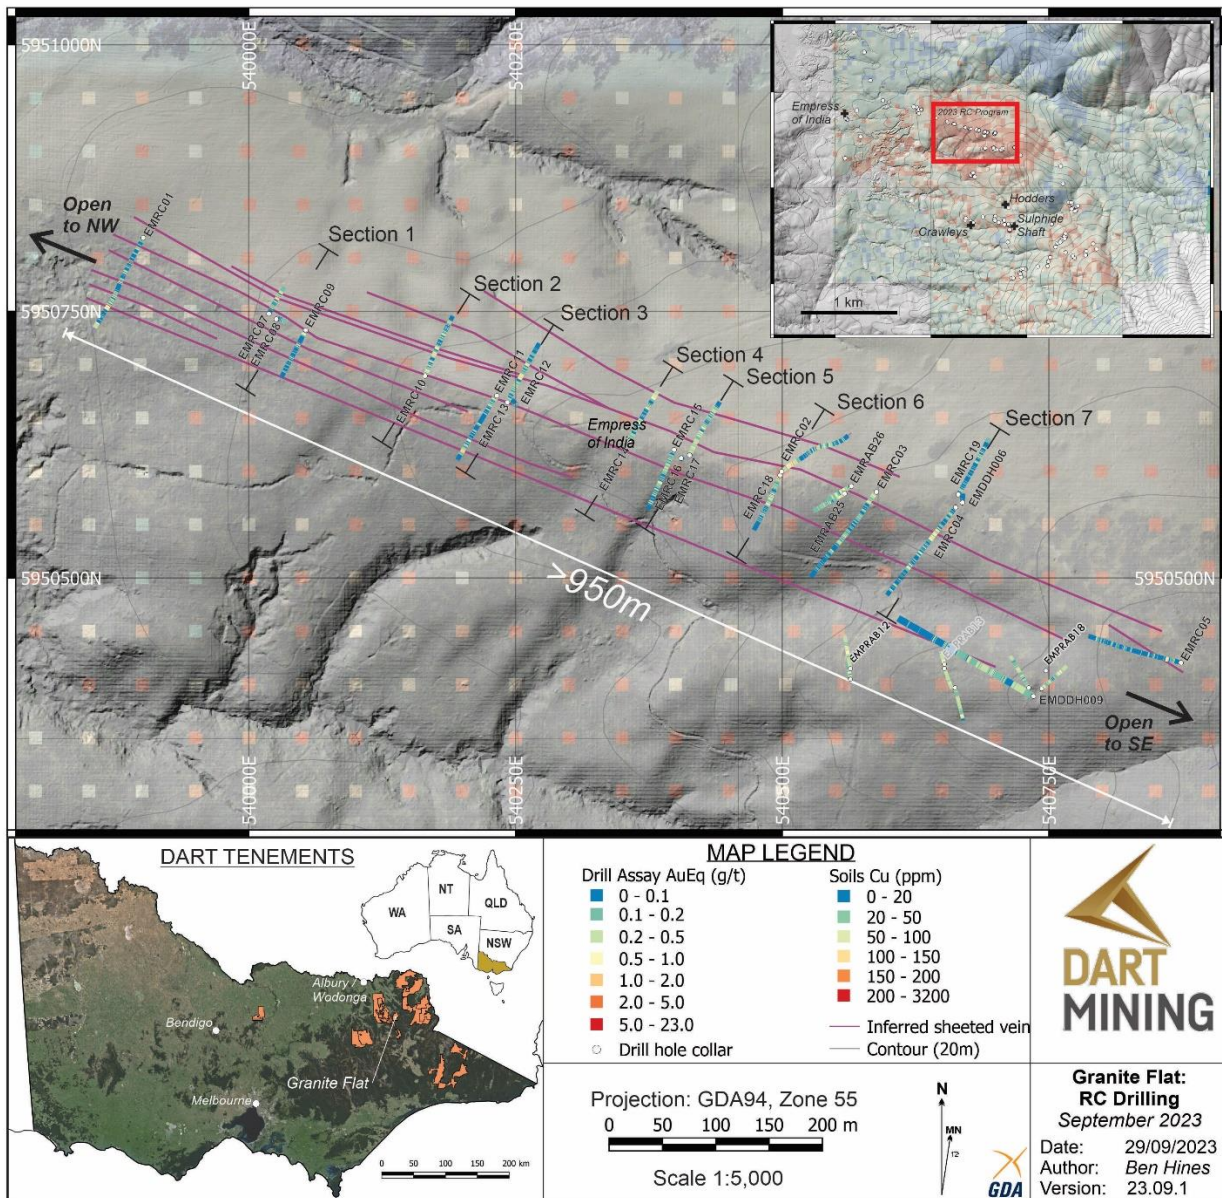 5951000N
540000E
540250E
Empress
of India
2023 RC Program
Hodders
Sulphide
Shaft
Crawleys
1 km
Open
to NW
EMRC01
Section 1
Section 2
Section 3
Section 4
Section 5
Section 6
Section 7
5950750N
EMRC07
EMRC08
EMRC09
EMRC10
EMRC11
EMRC12
EMRC13
Empress
of India
EMRC14
EMRC15
EMRC16
EMRC17
EMRC02
EMRC18
EMRAB26
EMRAB25
EMRC03
EMRC19
EMDDH006
EMRC04
5950500N
5950500N
>950m
EMPRAB12
EMPRAB18
EMRC05
EMDDH009
Open
to SE
540000E
540250E
540500E
540750E
DART TENEMENTS
WA
NT
SA
QLD
NSW
Albury /
Wodonga
Bendigo
Granite Flat
Melbourne
0 50 100 150 200 km
MAP LEGEND
Drill Assay AuEq (g/t)
0 - 0.1
0.1 - 0.2
0.2 - 0.5
0.5 - 1.0
1.0 - 2.0
2.0 - 5.0
5.0 - 23.0
Drill hole collar
Soils Cu (ppm)
0 - 20
20 - 50
50 - 100
100 - 150
150 - 200
200 - 3200
Inferred sheeted vein
Contour (20m)
Projection: GDA94, Zone 55
0 50 100 150 200 m
Scale 1:5,000
N
MN
GDA
DART
MINING
Granite Flat:
RC Drilling
September 2023
Date: 29/09/2023
Author: Ben Hines
Version: 23.09.1